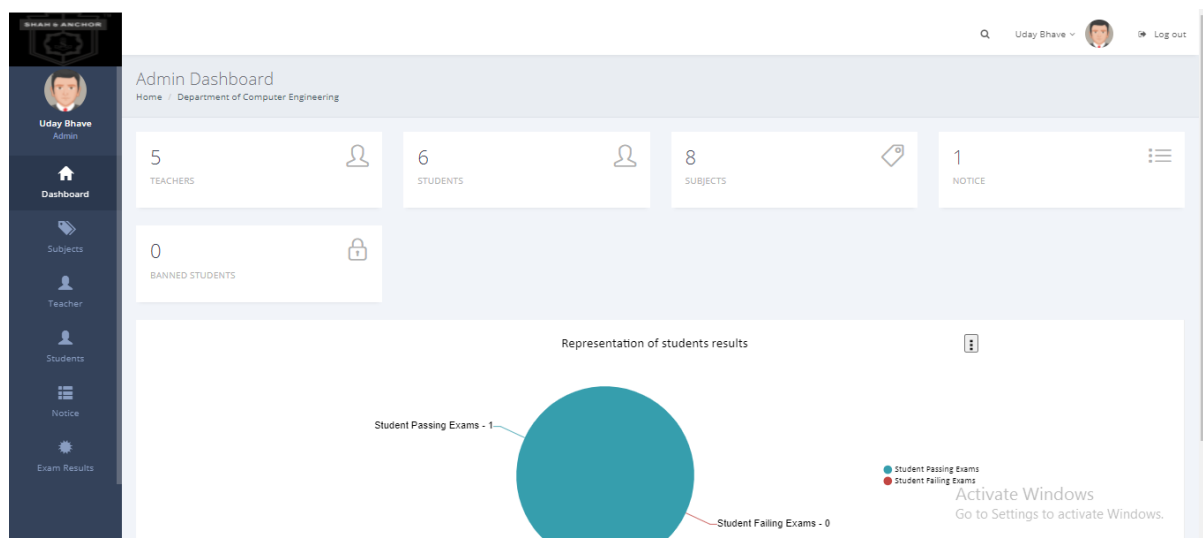 SHAH & ANCHOR
Uday Bhave
Log out
Uday Bhave
Admin
Dashboard
Subjects
Teacher
Students
Notice
Exam Results
Admin Dashboard
Home / Department of Computer Engineering
5
TEACHERS
6
STUDENTS
8
SUBJECTS
1
NOTICE
0
BANNED STUDENTS
Representation of students results
Student Passing Exams - 1
Student Failing Exams - 0
Student Passing Exams
Student Failing Exams
Activate Windows
Go to Settings to activate Windows.